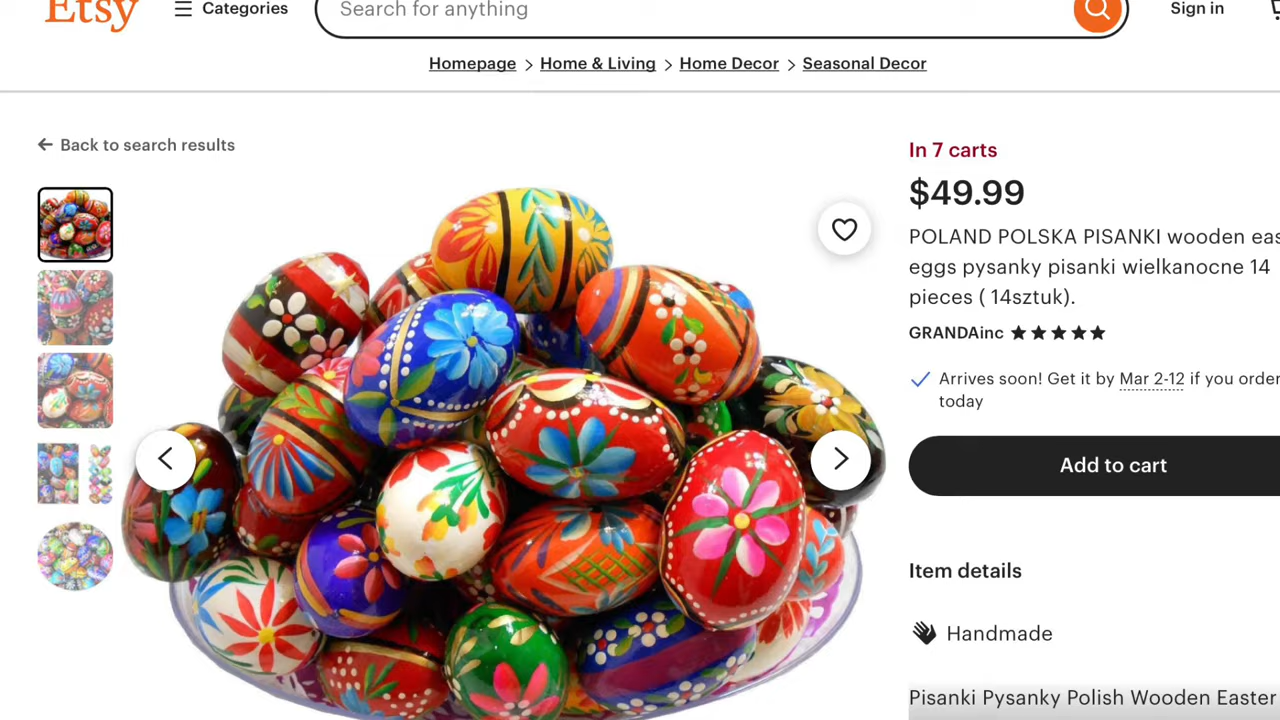 Etsy
Categories
Search for anything
Sign in
Homepage > Home & Living > Home Decor > Seasonal Decor
Back to search results
In 7 carts
$49.99
POLAND POLSKA PISANKI wooden eas
eggs pysanky pisanki wielkanocne 14
pieces ( 14sztuk).
GRANDAinc
Arrives soon! Get it by Mar 2-12 if you order
today
Add to cart
Item details
Handmade
Pisanki Pysanky Polish Wooden Easter